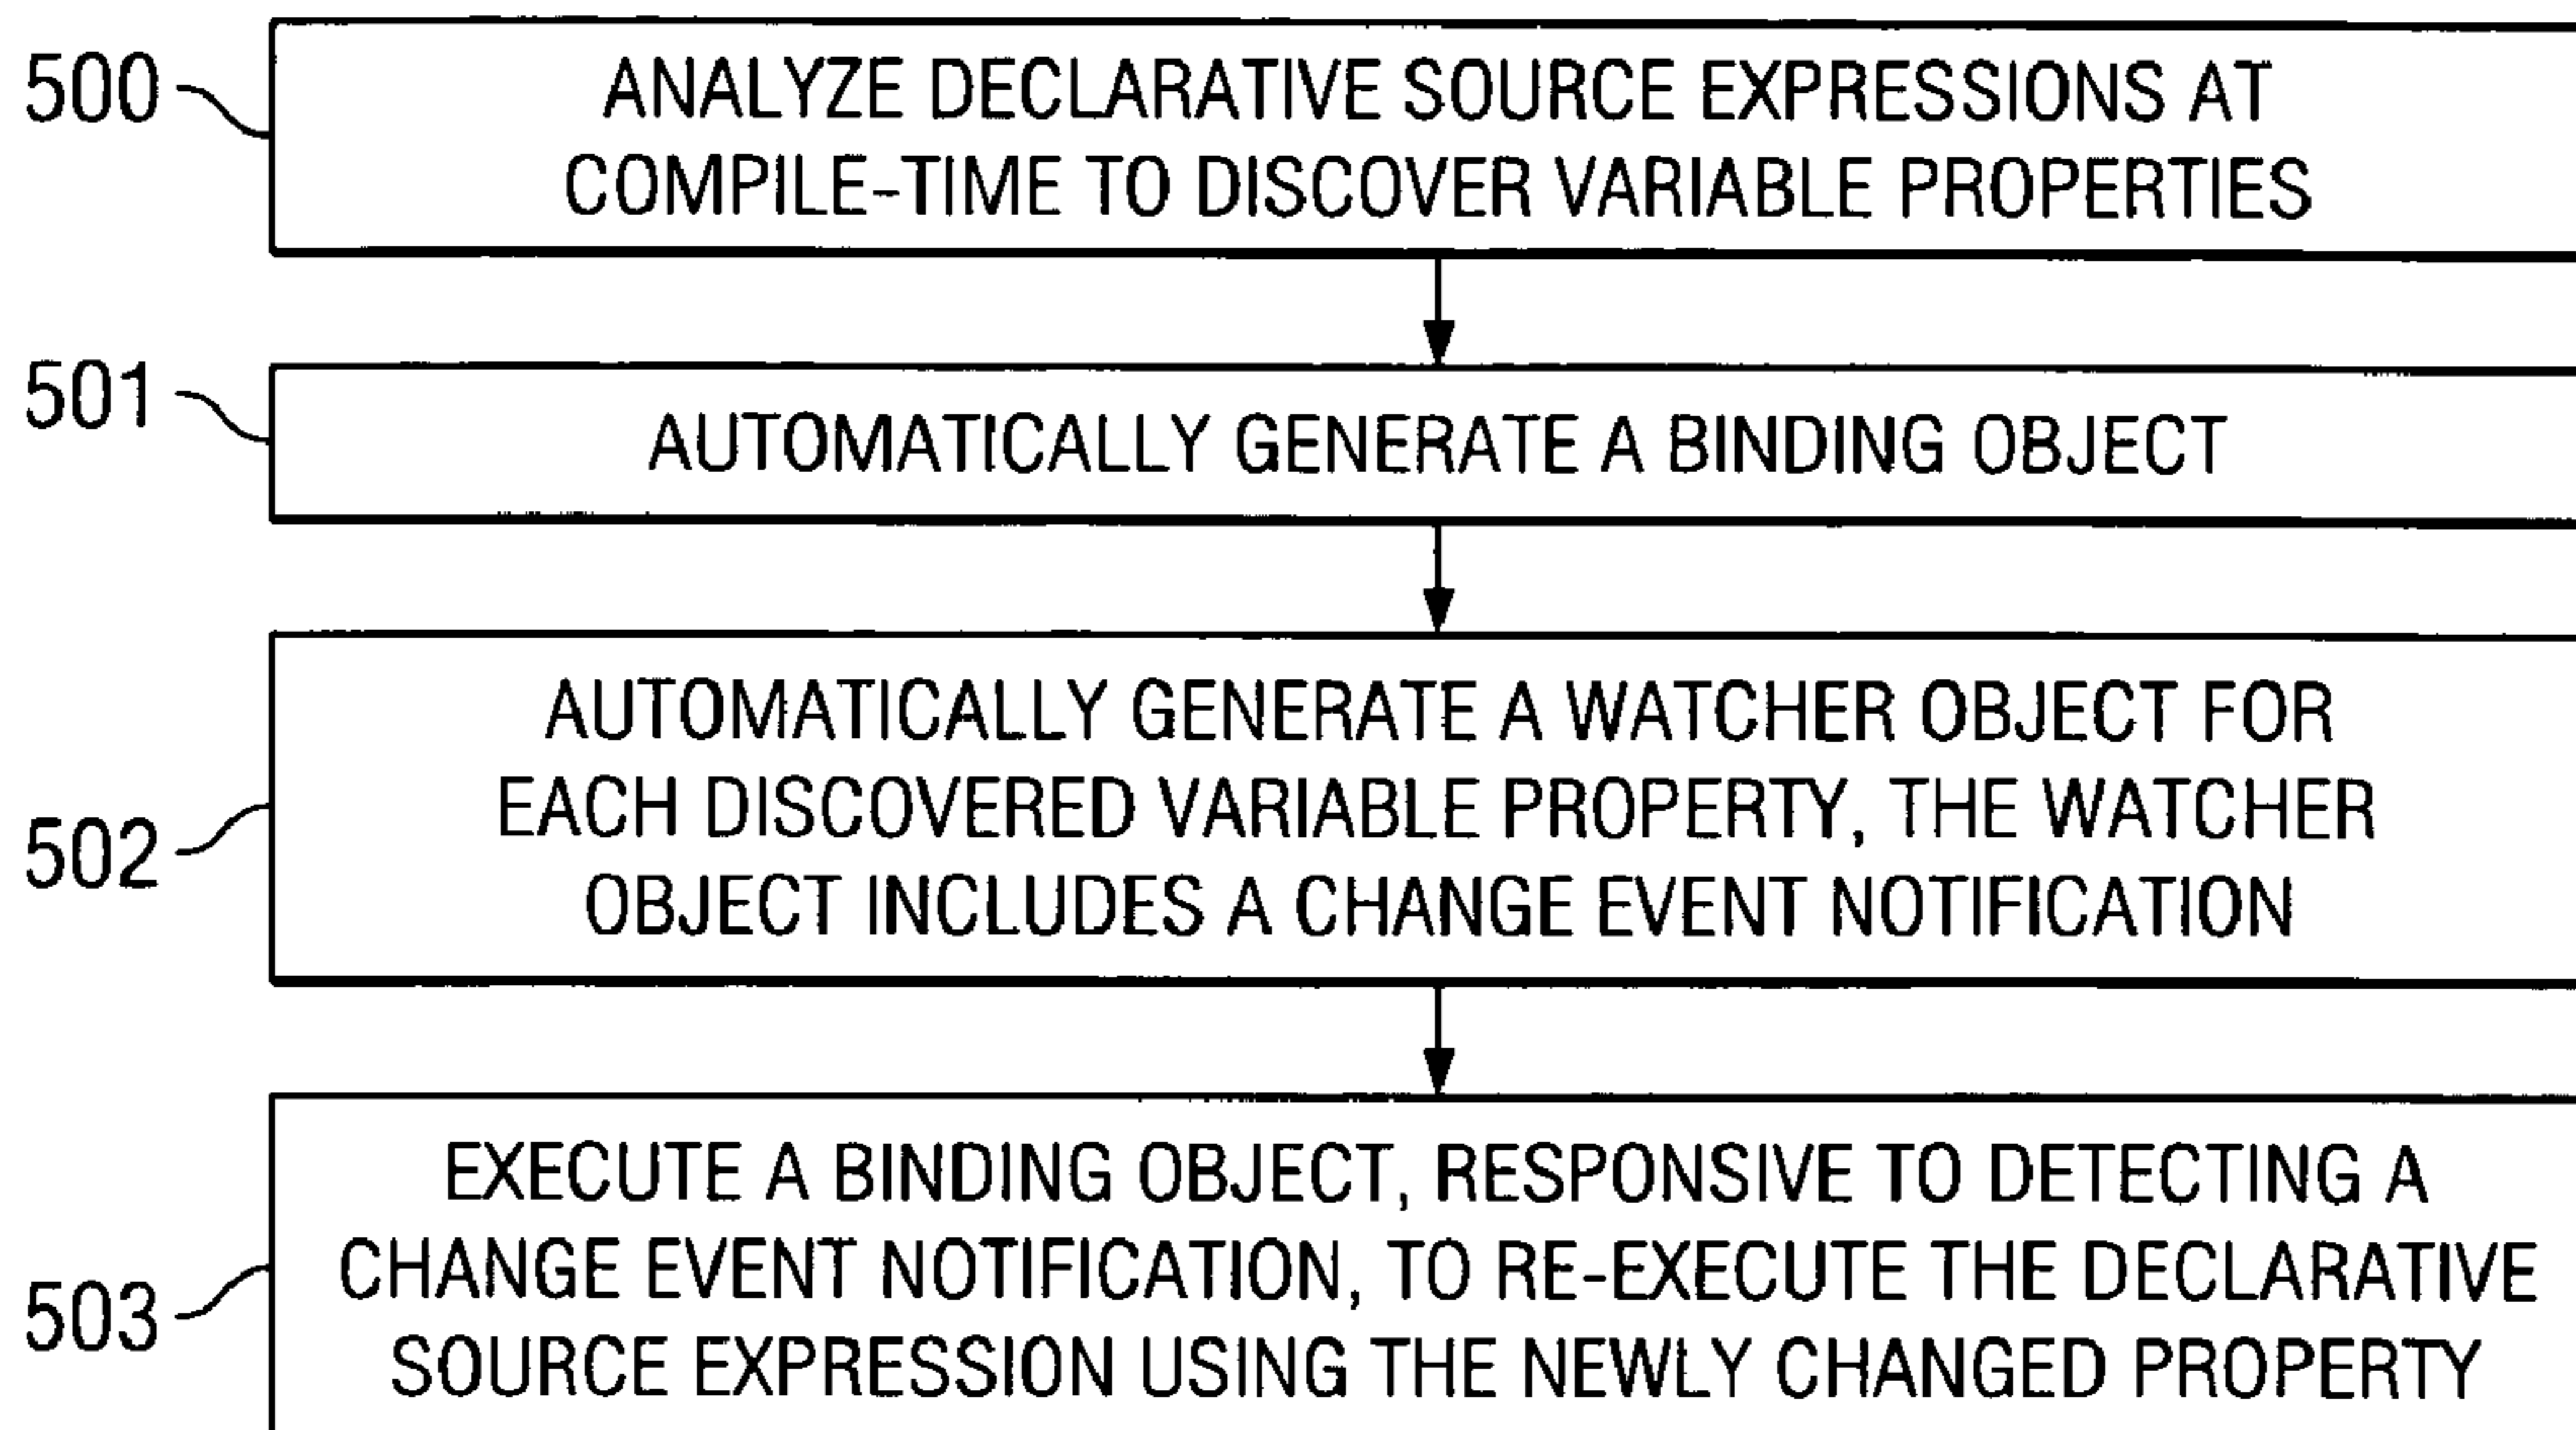 500
ANALYZE DECLARATIVE SOURCE EXPRESSIONS AT
COMPILE-TIME TO DISCOVER VARIABLE PROPERTIES
501
AUTOMATICALLY GENERATE A BINDING OBJECT
502
AUTOMATICALLY GENERATE A WATCHER OBJECT FOR
EACH DISCOVERED VARIABLE PROPERTY, THE WATCHER
OBJECT INCLUDES A CHANGE EVENT NOTIFICATION
503
EXECUTE A BINDING OBJECT, RESPONSIVE TO DETECTING A
CHANGE EVENT NOTIFICATION, TO RE-EXECUTE THE DECLARATIVE
SOURCE EXPRESSION USING THE NEWLY CHANGED PROPERTY